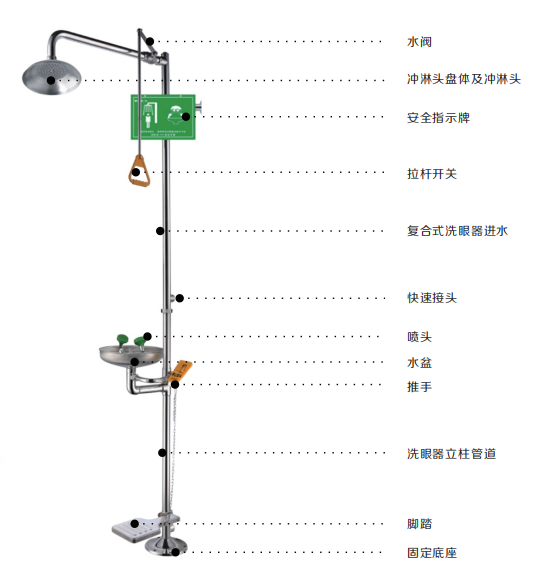 水阀
冲淋头盘体及冲淋头
安全指示牌
拉杆开关
复合式洗眼器进水
快速接头
喷头
水盆
推手
洗眼器立柱管道
脚踏
固定底座